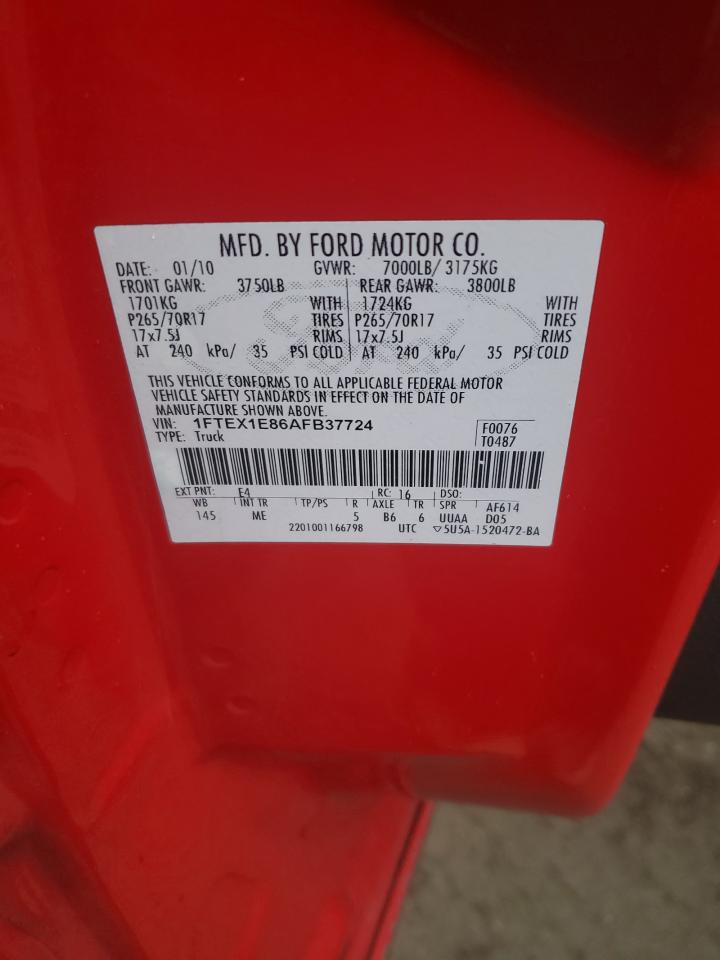 MFD. BY FORD MOTOR CO.
DATE: 01/10 GVWR: 7000LB/ 3175KG
FRONT GAWR: 3750LB REAR GAWR: 3800LB
1701KG WITH 1724KG WITH
P265/70R17 TIRES P265/70R17 TIRES
17x7.5J RIMS 17x7.5J RIMS
AT 240 kPa/ 35 PSI COLD AT 240 kPa/ 35 PSI COLD
THIS VEHICLE CONFORMS TO ALL APPLICABLE FEDERAL MOTOR
VEHICLE SAFETY STANDARDS IN EFFECT ON THE DATE OF
MANUFACTURE SHOWN ABOVE.
VIN: 1FTEX1E86AFB37724 F0076
TYPE: Truck T0487
EXT PNT: E4 RC: 16 DSO:
WB INT TR TP/PS R AXLE TR SPR AF614
145 ME 5 B6 6 UUAA D05
2201001166798 UTC ▽5U5A-1520472-BA